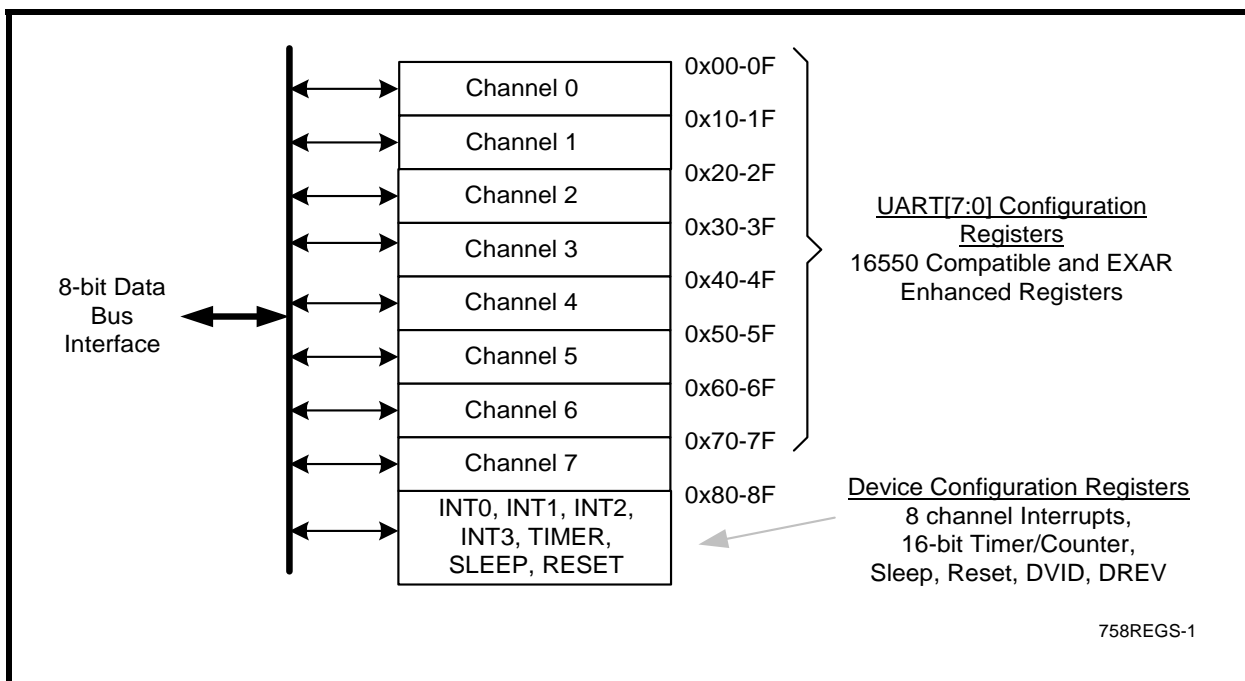 8-bit Data
Bus
Interface
0x00-0F
Channel 0
0x10-1F
Channel 1
0x20-2F
Channel 2
0x30-3F
Channel 3
0x40-4F
Channel 4
0x50-5F
Channel 5
0x60-6F
Channel 6
0x70-7F
Channel 7
0x80-8F
INT0, INT1, INT2,
INT3, TIMER,
SLEEP, RESET
UART[7:0] Configuration
Registers
16550 Compatible and EXAR
Enhanced Registers
Device Configuration Registers
8 channel Interrupts,
16-bit Timer/Counter,
Sleep, Reset, DVID, DREV
758REGS-1